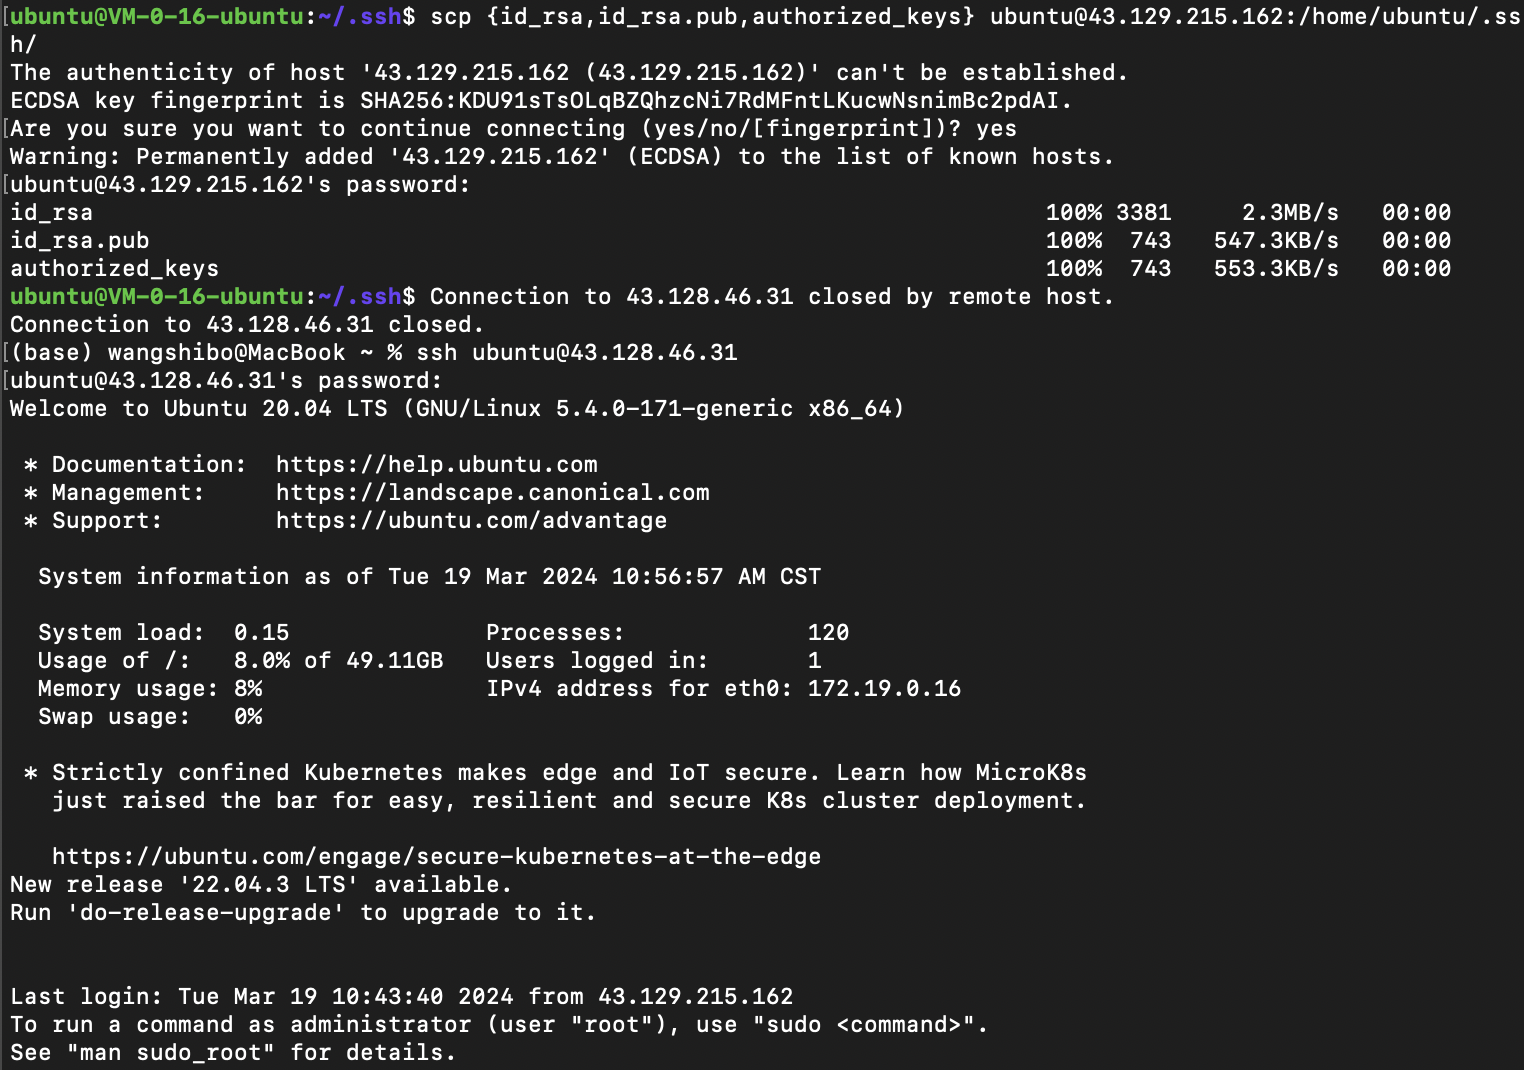 ubuntu@VM-0-16-ubuntu:~/.ssh$ scp {id_rsa,id_rsa.pub,authorized_keys} ubuntu@43.129.215.162:/home/ubuntu/.ss
h/
The authenticity of host '43.129.215.162 (43.129.215.162)' can't be established.
ECDSA key fingerprint is SHA256:KDU91sTsOLqBZQhzcNi7RdMFntLKucwNsnimBc2pdAI.
Are you sure you want to continue connecting (yes/no/[fingerprint])? yes
Warning: Permanently added '43.129.215.162' (ECDSA) to the list of known hosts.
ubuntu@43.129.215.162's password:
id_rsa                                                                    100% 3381     2.3MB/s   00:00
id_rsa.pub                                                                100%  743   547.3KB/s   00:00
authorized_keys                                                           100%  743   553.3KB/s   00:00
ubuntu@VM-0-16-ubuntu:~/.ssh$ Connection to 43.128.46.31 closed by remote host.
Connection to 43.128.46.31 closed.
(base) wangshibo@MacBook ~ % ssh ubuntu@43.128.46.31
ubuntu@43.128.46.31's password:
Welcome to Ubuntu 20.04 LTS (GNU/Linux 5.4.0-171-generic x86_64)

 * Documentation:  https://help.ubuntu.com
 * Management:     https://landscape.canonical.com
 * Support:        https://ubuntu.com/advantage

  System information as of Tue 19 Mar 2024 10:56:57 AM CST

  System load:  0.15              Processes:             120
  Usage of /:   8.0% of 49.11GB   Users logged in:       1
  Memory usage: 8%                IPv4 address for eth0: 172.19.0.16
  Swap usage:   0%

 * Strictly confined Kubernetes makes edge and IoT secure. Learn how MicroK8s
   just raised the bar for easy, resilient and secure K8s cluster deployment.

   https://ubuntu.com/engage/secure-kubernetes-at-the-edge
New release '22.04.3 LTS' available.
Run 'do-release-upgrade' to upgrade to it.

Last login: Tue Mar 19 10:43:40 2024 from 43.129.215.162
To run a command as administrator (user "root"), use "sudo <command>".
See "man sudo_root" for details.